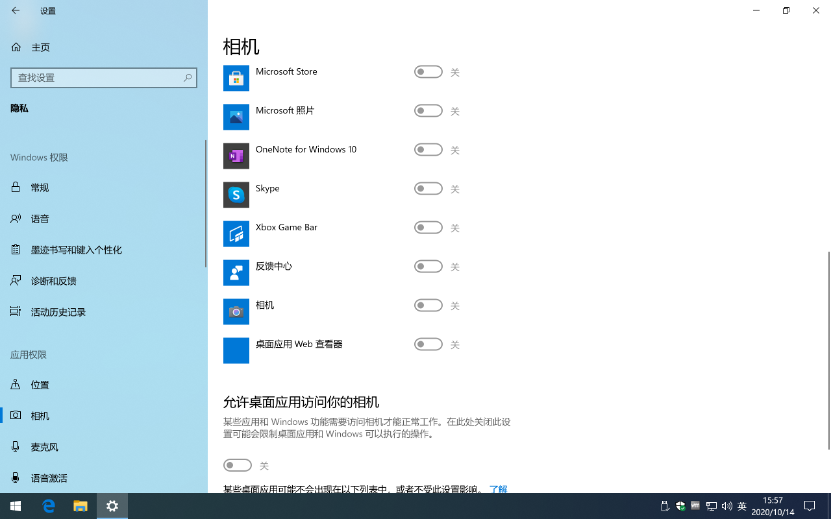 设置
主页
查找设置
隐私
Windows 权限
常规
语音
墨迹书写和键入个性化
诊断和反馈
活动历史记录
应用权限
位置
相机
麦克风
语音激活
相机
Microsoft Store 关
Microsoft 照片 关
OneNote for Windows 10 关
Skype 关
Xbox Game Bar 关
反馈中心 关
相机 关
桌面应用 Web 查看器 关
允许桌面应用访问你的相机
某些应用和 Windows 功能需要访问相机才能正常工作。在此处关闭此设
置可能会限制桌面应用和 Windows 可以执行的操作。
关
某些桌面应用可能不会出现在以下列表中，或者不受此设置影响。 了解
英
15:57
2020/10/14